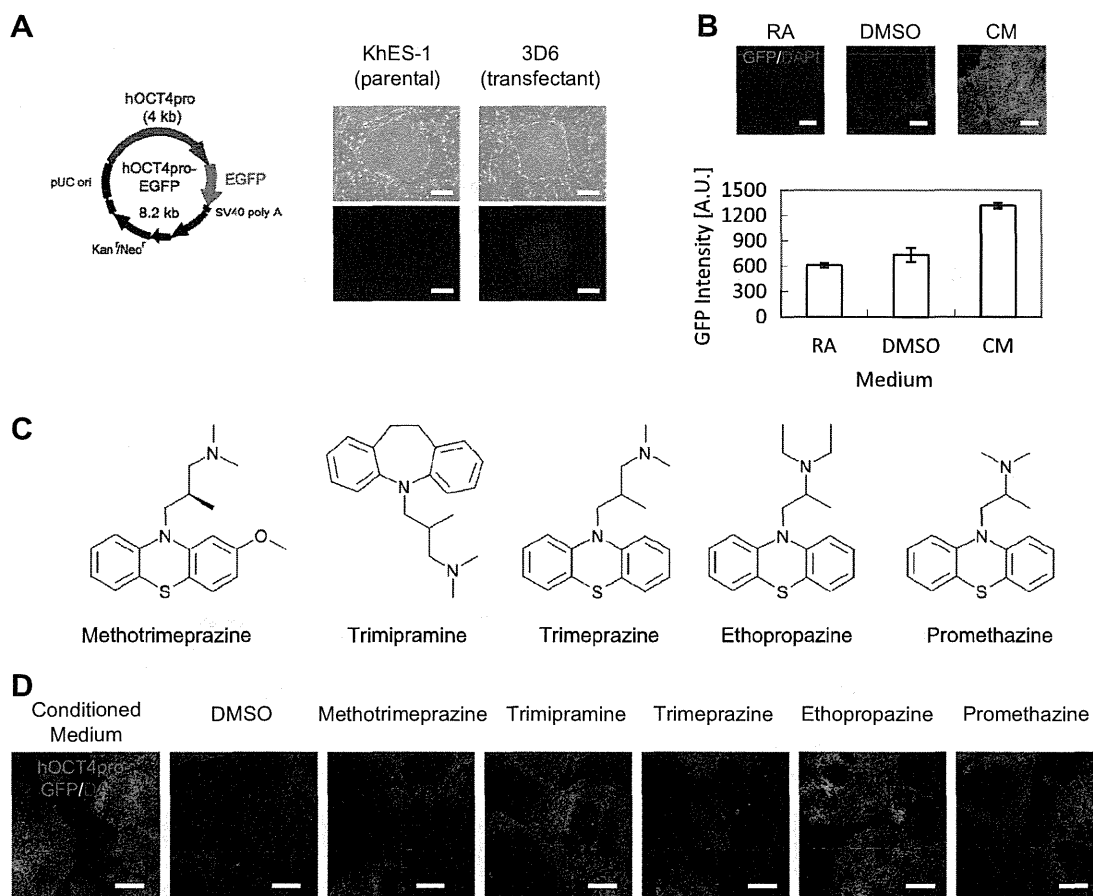 A
hOCT4pro
(4 kb)
hOCT4pro-
EGFP
8.2 kb
pUC ori
EGFP
SV40 poly A
Kanʳ/Neoʳ
KhES-1
(parental)
3D6
(transfectant)
B
RA DMSO CM
GFP/DAPI
GFP Intensity [A.U.]
1500
1200
900
600
300
0
RA DMSO CM
Medium
C
N
N
O
S
Methotrimeprazine
N
N
Trimipramine
N
N
S
Trimeprazine
N
N
S
Ethopropazine
N
N
S
Promethazine
D
Conditioned
Medium
DMSO
Methotrimeprazine
Trimipramine
Trimeprazine
Ethopropazine
Promethazine
hOCT4pro-
GFP/